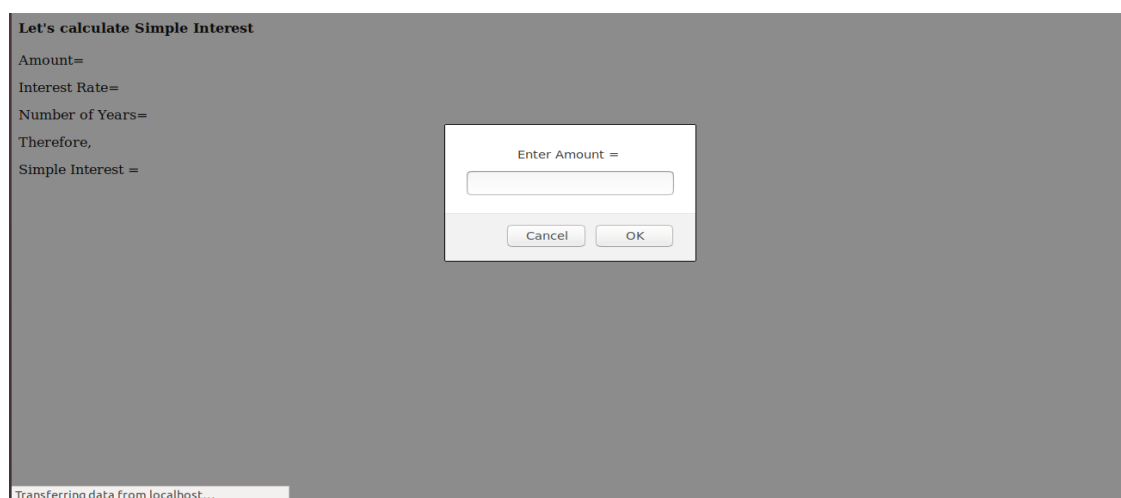 Let's calculate Simple Interest
Amount=
Interest Rate=
Number of Years=
Therefore,
Simple Interest =
Enter Amount =
Cancel OK
Transferring data from localhost...